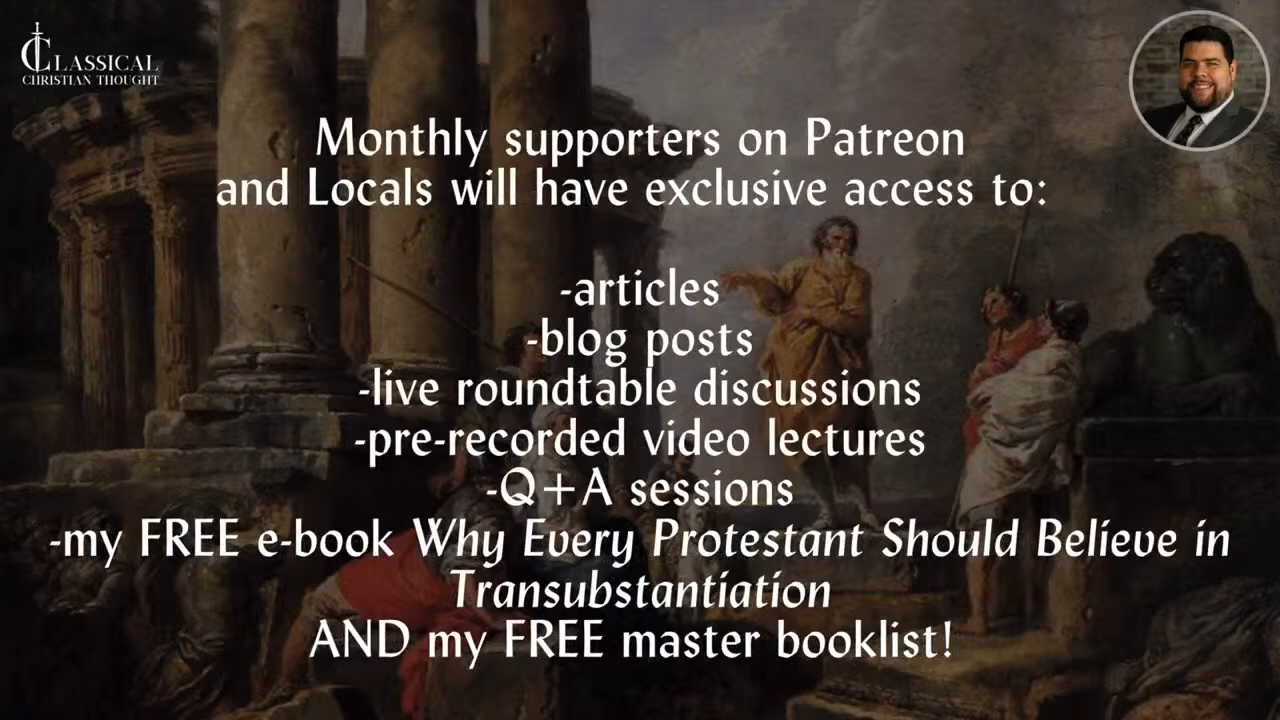 CLASSICAL
CHRISTIAN THOUGHT
Monthly supporters on Patreon
and Locals will have exclusive access to:
-articles
-blog posts
-live roundtable discussions
-pre-recorded video lectures
-Q+A sessions
-my FREE e-book Why Every Protestant Should Believe in
Transubstantiation
AND my FREE master booklist!